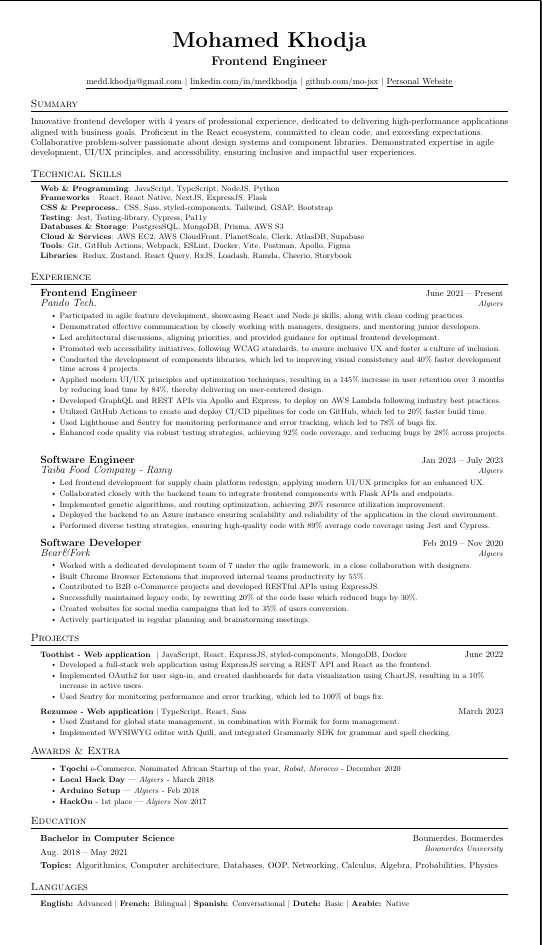 Mohamed Khodja
Frontend Engineer
medd.khodja@gmail.com | linkedin.com/in/medkhodja | github.com/mo-jsx | Personal Website
Summary
Innovative frontend developer with 4 years of professional experience, dedicated to delivering high-performance applications
aligned with business goals. Proficient in the React ecosystem, committed to clean code, and exceeding expectations.
Collaborative problem-solver passionate about design systems and component libraries. Demonstrated expertise in agile
development, UI/UX principles, and accessibility, ensuring inclusive and impactful user experiences.
Technical Skills
Web & Programming: JavaScript, TypeScript, NodeJS, Python
Frameworks : React, React Native, NextJS, ExpressJS, Flask
CSS & Preprocess.: CSS, Sass, styled-components, Tailwind, GSAP, Bootstrap
Testing: Jest, Testing-library, Cypress, Pa11y
Databases & Storage: PostgresSQL, MongoDB, Prisma, AWS S3
Cloud & Services: AWS EC2, AWS CloudFront, PlanetScale, Clerk, AtlasDB, Supabase
Tools: Git, GitHub Actions, Webpack, ESLint, Docker, Vite, Postman, Apollo, Figma
Libraries: Redux, Zustand, React Query, RxJS, Loadash, Ramda, Cheerio, Storybook
Experience
Frontend Engineer June 2021 – Present
Pando Tech. Algiers
• Participated in agile feature development, showcasing React and Node.js skills, along with clean coding practices.
• Demonstrated effective communication by closely working with managers, designers, and mentoring junior developers.
• Led architectural discussions, aligning priorities, and provided guidance for optimal frontend development.
• Promoted web accessibility initiatives, following WCAG standards, to ensure inclusive UX and foster a culture of inclusion.
• Conducted the development of components libraries, which led to improving visual consistency and 40% faster development
time across 4 projects.
• Applied modern UI/UX principles and optimization techniques, resulting in a 145% increase in user retention over 3 months
by reducing load time by 84%, thereby delivering on user-centered design.
• Developed GraphQL and REST APIs via Apollo and Express, to deploy on AWS Lambda following industry best practices.
• Utilized GitHub Actions to create and deploy CI/CD pipelines for code on GitHub, which led to 20% faster build time.
• Used Lighthouse and Sentry for monitoring performance and error tracking, which led to 78% of bugs fix.
• Enhanced code quality via robust testing strategies, achieving 92% code coverage, and reducing bugs by 28% across projects.
Software Engineer Jan 2023 – July 2023
Taiba Food Company - Ramy Algiers
• Led frontend development for supply chain platform redesign, applying modern UI/UX principles for an enhanced UX.
• Collaborated closely with the backend team to integrate frontend components with Flask APIs and endpoints.
• Implemented genetic algorithms, and routing optimization, achieving 20% resource utilization improvement.
• Deployed the backend to an Azure instance ensuring scalability and reliability of the application in the cloud environment.
• Performed diverse testing strategies, ensuring high-quality code with 89% average code coverage using Jest and Cypress.
Software Developer Feb 2019 – Nov 2020
Bear&Fork Algiers
• Worked with a dedicated development team of 7 under the agile framework, in a close collaboration with designers.
• Built Chrome Browser Extensions that improved internal teams productivity by 55%.
• Contributed to B2B e-Commerce projects and developed RESTful APIs using ExpressJS.
• Successfully maintained legacy code, by rewriting 20% of the code base which reduced bugs by 30%.
• Created websites for social media campaigns that led to 35% of users conversion.
• Actively participated in regular planning and brainstorming meetings.
Projects
Toothist - Web application | JavaScript, React, ExpressJS, styled-components, MongoDB, Docker June 2022
• Developed a full-stack web application using ExpressJS serving a REST API and React as the frontend.
• Implemented OAuth2 for user sign-in, and created dashboards for data visualization using ChartJS, resulting in a 10%
increase in active users.
• Used Sentry for monitoring performance and error tracking, which led to 100% of bugs fix.
Rezumee - Web application | TypeScript, React, Sass March 2023
• Used Zustand for global state management, in combination with Formik for form management.
• Implemented WYSIWYG editor with Quill, and integrated Grammarly SDK for grammar and spell checking.
Awards & Extra
• Tqochi e-Commerce, Nominated African Startup of the year, Rabat, Morocco - December 2020
• Local Hack Day — Algiers - March 2018
• Arduino Setup — Algiers - Feb 2018
• HackOn - 1st place — Algiers Nov 2017
Education
Bachelor in Computer Science Boumerdes, Boumerdes
Aug. 2018 – May 2021 Boumerdes University
Topics: Algorithms, Computer architecture, Databases, OOP, Networking, Calculus, Algebra, Probabilities, Physics
Languages
English: Advanced | French: Bilingual | Spanish: Conversational | Dutch: Basic | Arabic: Native